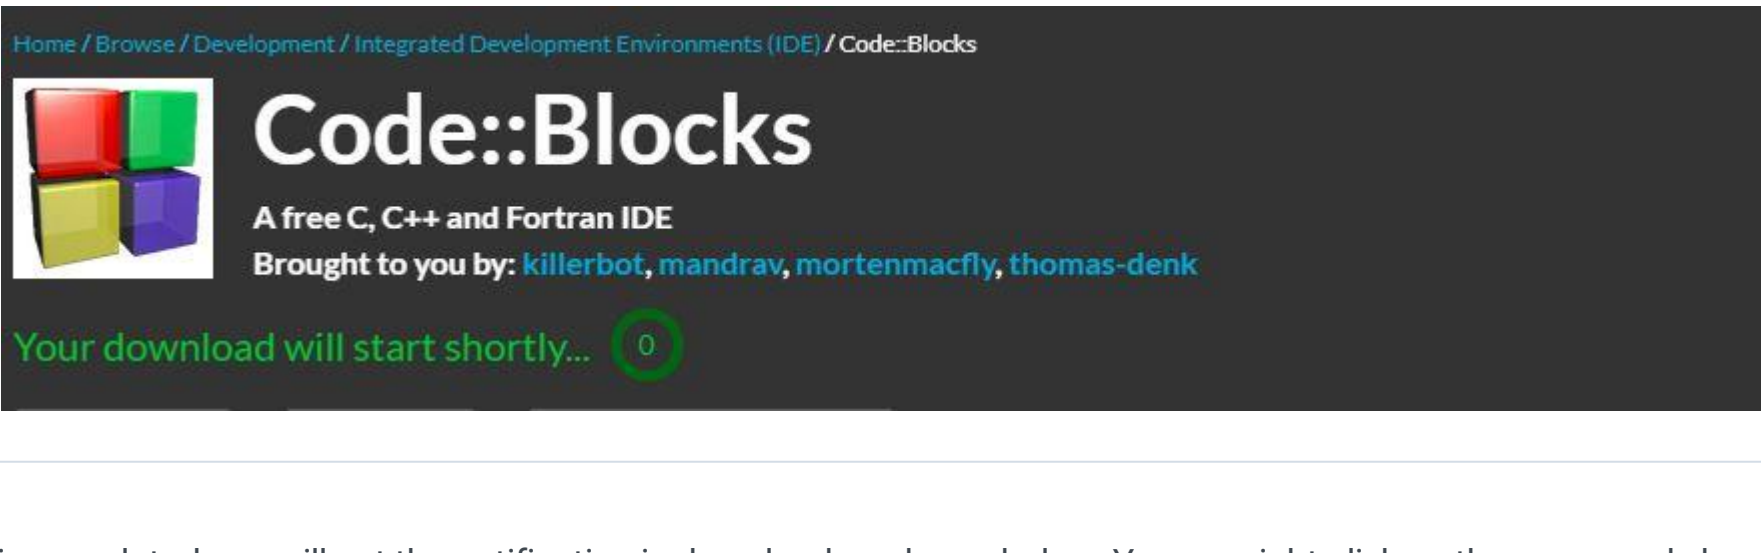 Home / Browse / Development / Integrated Development Environments (IDE) / Code::Blocks
Code::Blocks
A free C, C++ and Fortran IDE
Brought to you by: killerbot, mandrav, mortenmacfly, thomas-denk
Your download will start shortly... 0